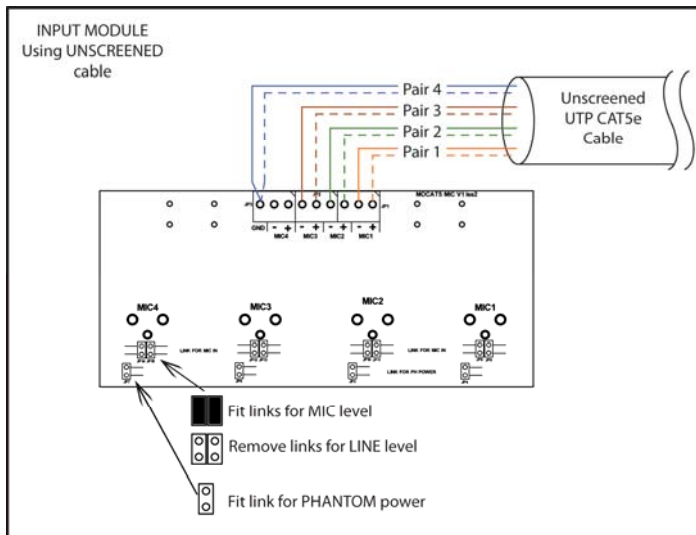 INPUT MODULE
Using UNSCREENED
cable
Pair 4
Pair 3
Pair 2
Pair 1
Unscreened
UTP CAT5e
Cable
MDCAT5 MIC V1 Iss2
JP1
GND - + - + - + - +
MIC4 MIC3 MIC2 MIC1
MIC4 MIC3 MIC2 MIC1
LINK FOR MIC IN
LINK FOR MIC IN
LINK FOR PH POWER
Fit links for MIC level
Remove links for LINE level
Fit link for PHANTOM power